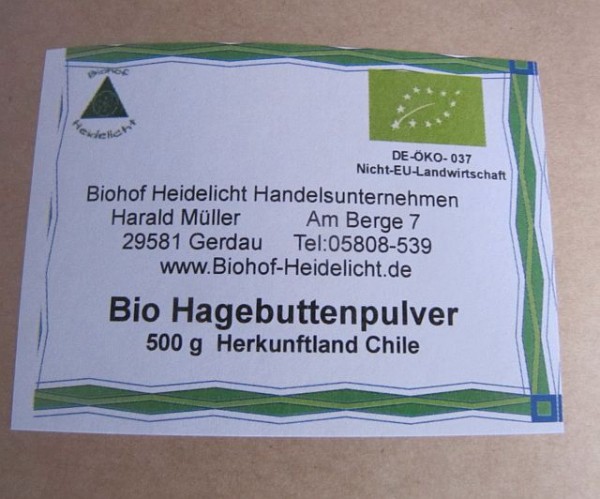 Biohof
Heidelicht
DE-ÖKO- 037
Nicht-EU-Landwirtschaft
Biohof Heidelicht Handelsunternehmen
Harald Müller Am Berge 7
29581 Gerdau Tel:05808-539
www.Biohof-Heidelicht.de
Bio Hagebuttenpulver
500 g Herkunftland Chile